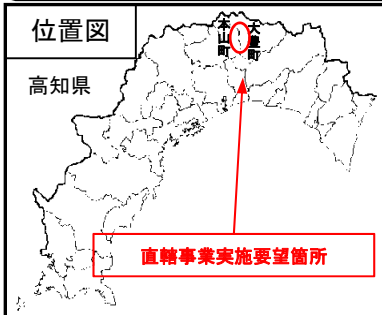 位置図
高知県
本山町
大豊町
直轄事業実施要望箇所